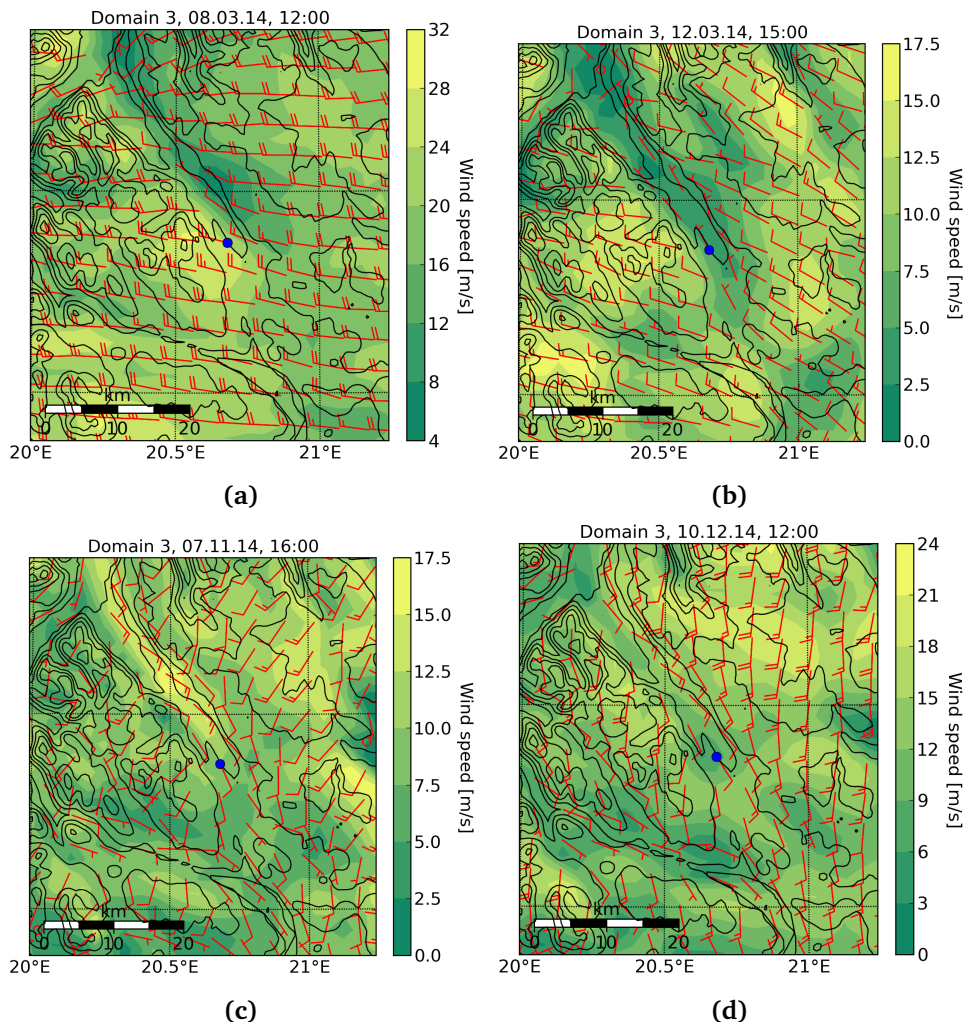 Domain 3, 08.03.14, 12:00
32
28
24
20
16
12
8
4
Wind speed [m/s]
km
0 10 20
20°E 20.5°E 21°E
(a)
Domain 3, 12.03.14, 15:00
17.5
15.0
12.5
10.0
7.5
5.0
2.5
0.0
Wind speed [m/s]
km
0 10 20
20°E 20.5°E 21°E
(b)
Domain 3, 07.11.14, 16:00
17.5
15.0
12.5
10.0
7.5
5.0
2.5
0.0
Wind speed [m/s]
km
0 10 20
20°E 20.5°E 21°E
(c)
Domain 3, 10.12.14, 12:00
24
21
18
15
12
9
6
3
0
Wind speed [m/s]
km
0 10 20
20°E 20.5°E 21°E
(d)